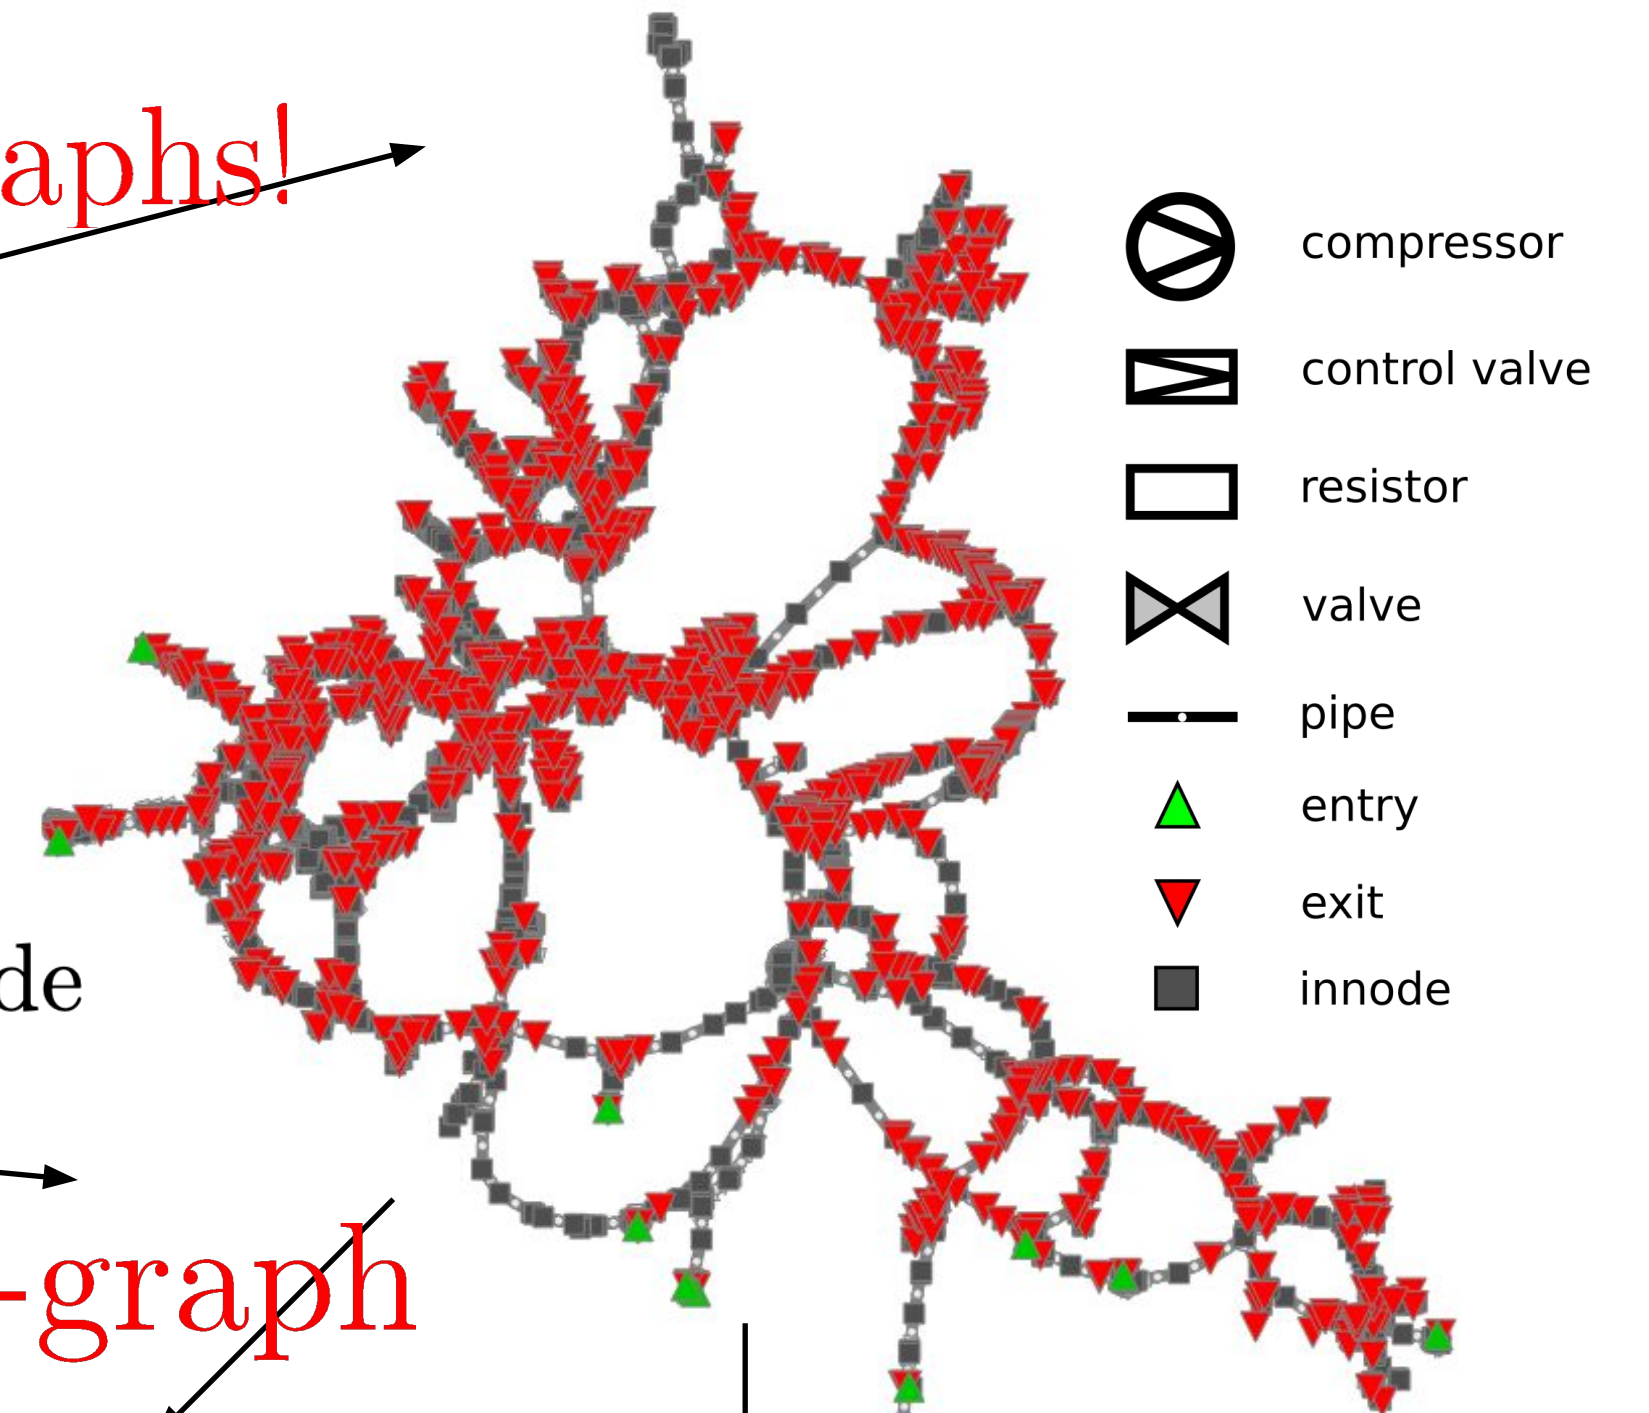 aphs!
compressor
control valve
resistor
valve
pipe
entry
exit
innode
de
-graph